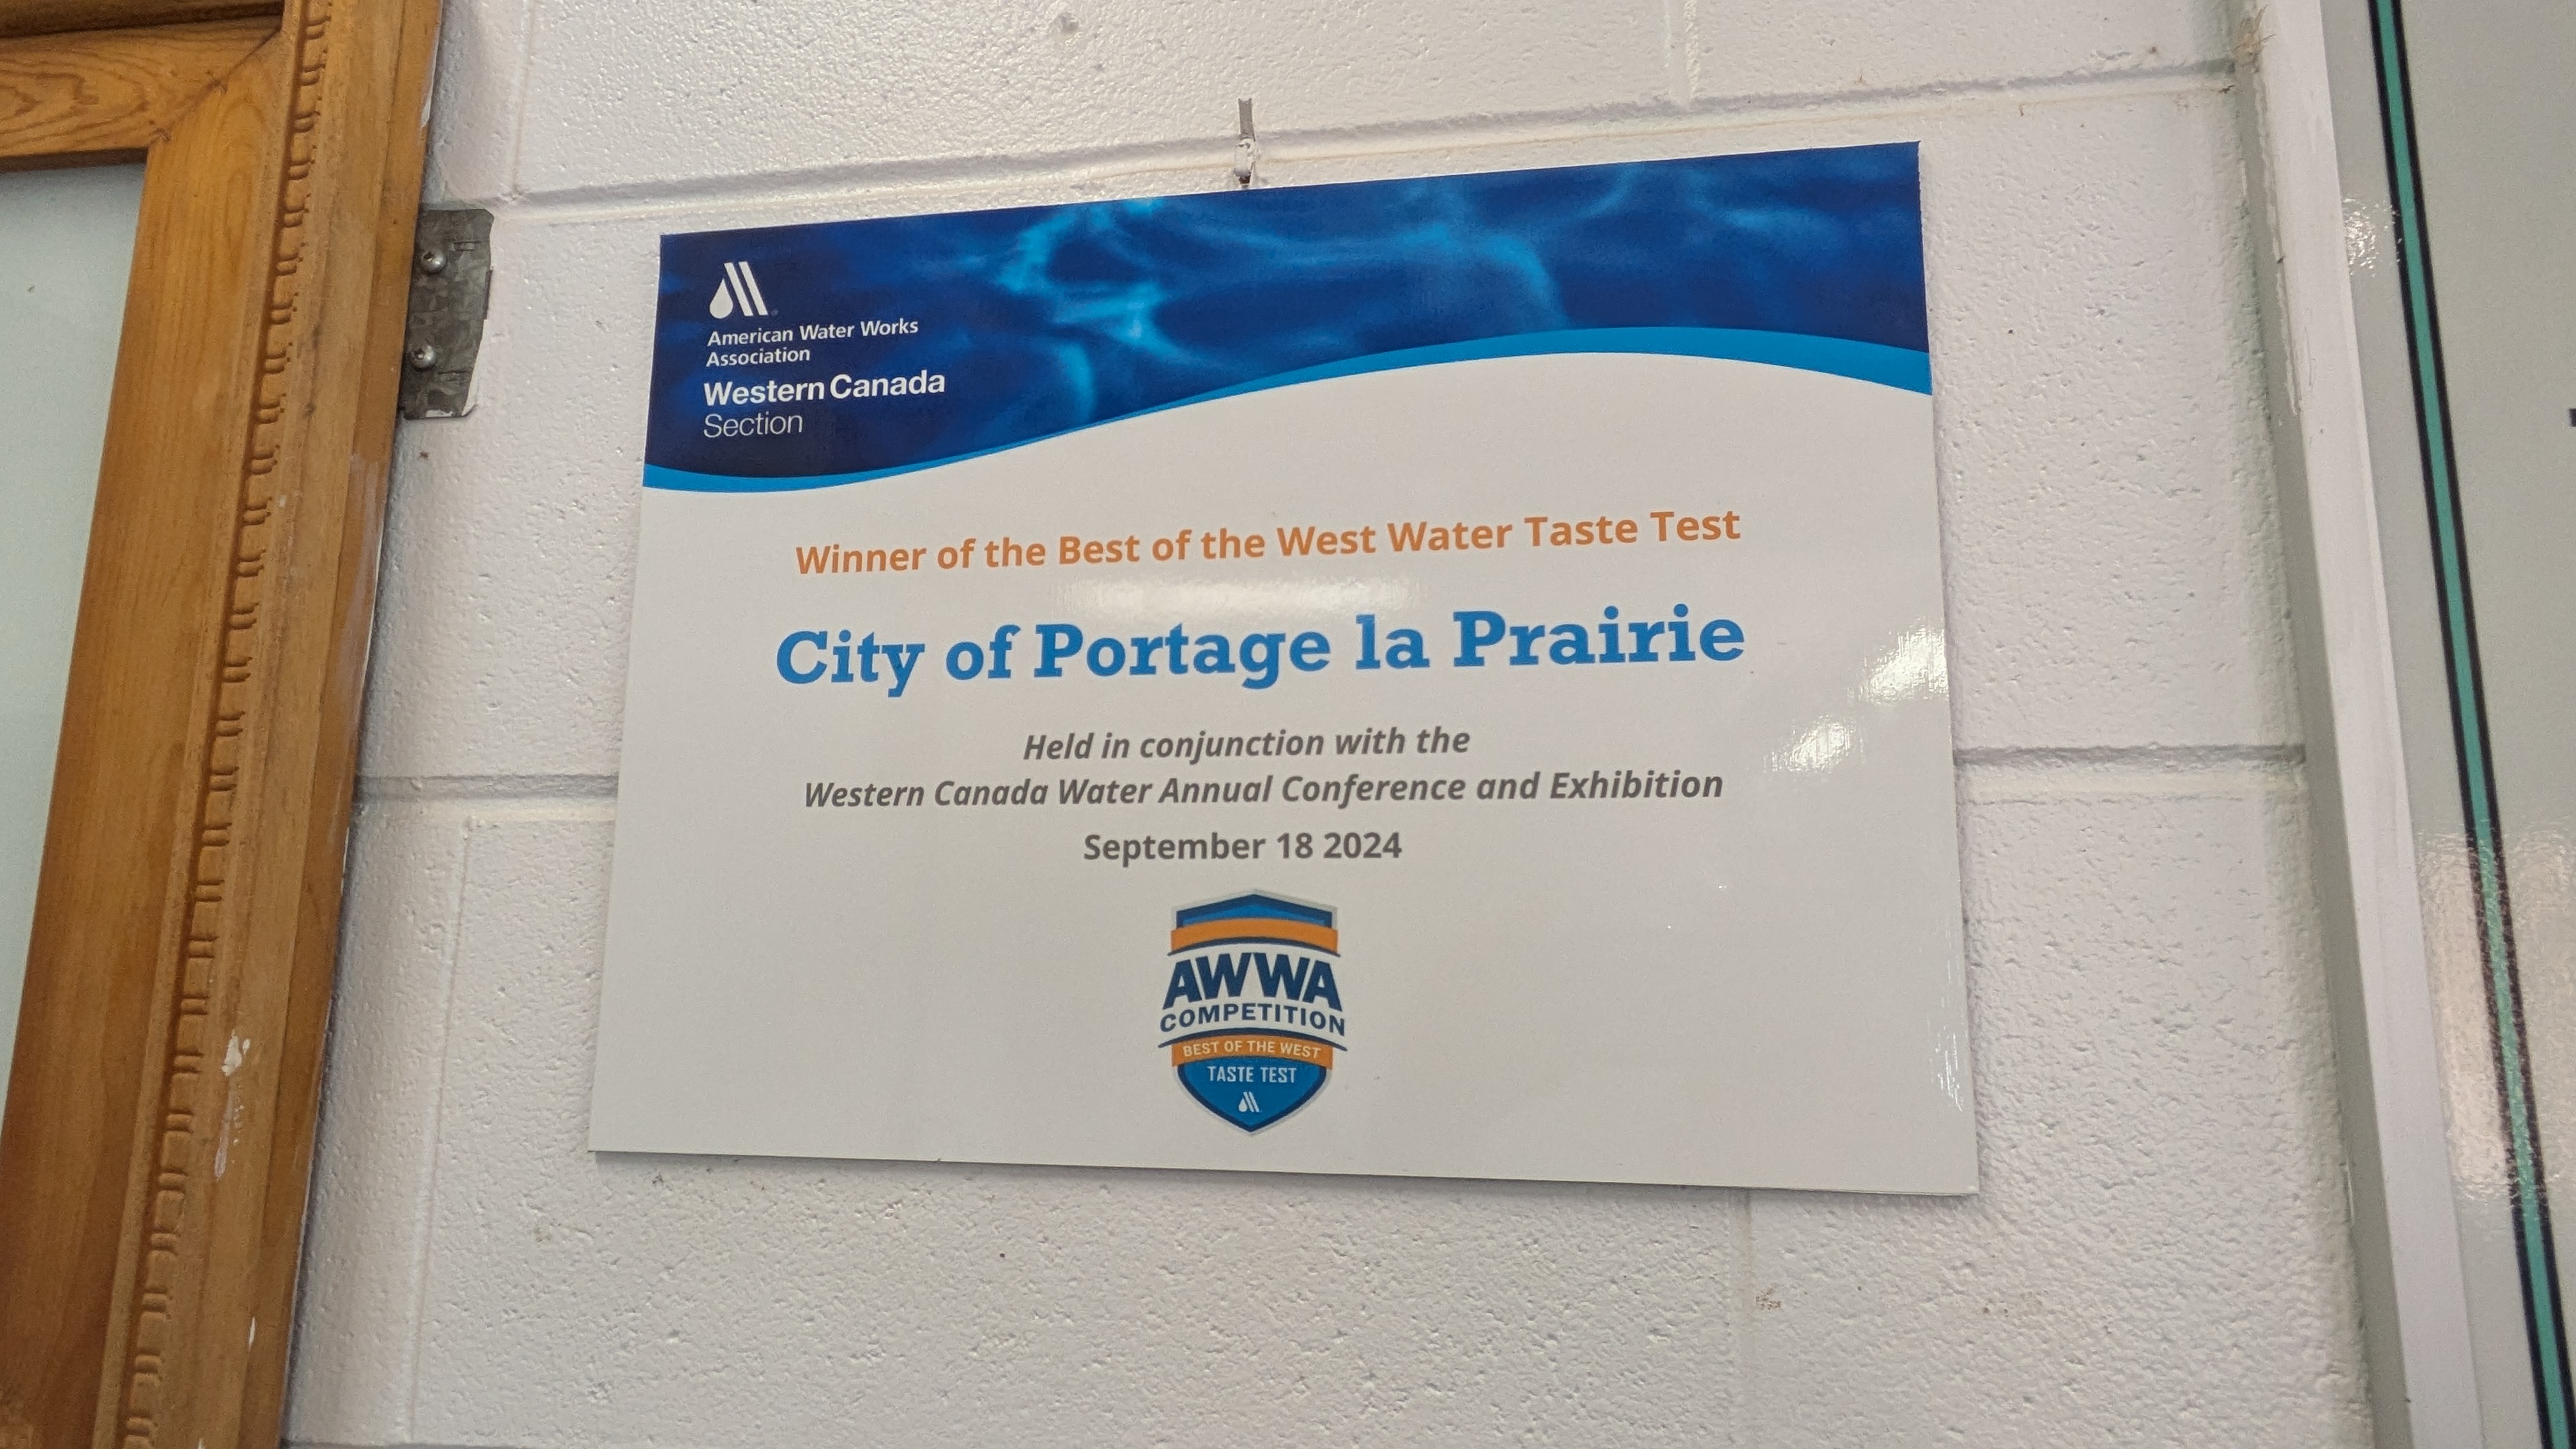 American Water Works
Association
Western Canada
Section
Winner of the Best of the West Water Taste Test
City of Portage la Prairie
Held in conjunction with the
Western Canada Water Annual Conference and Exhibition
September 18 2024
AWWA
COMPETITION
BEST OF THE WEST
TASTE TEST